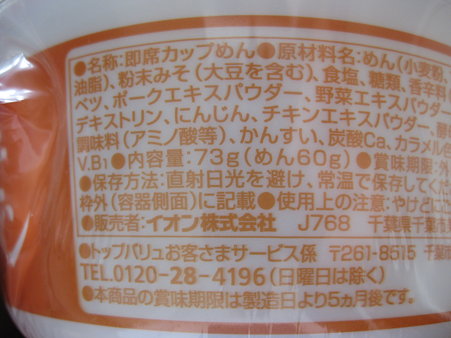 ●名称:即席カップめん●原材料名:めん(小麦粉、
油脂)、粉末みそ(大豆を含む)、食塩、糖類、香辛料
ベツ、ポークエキスパウダー、野菜エキスパウダー
デキストリン、にんじん、チキンエキスパウダー、酵
調味料(アミノ酸等)、かんすい、炭酸Ca、カラメル色
V.B₁●内容量:73g(めん60g)●賞味期限:
●保存方法:直射日光を避け、常温で保存してくだ
枠外(容器側面)に記載●使用上の注意:やけどに
●販売者:イオン株式会社 J768 千葉県千葉市
●トップバリュお客さまサービス係 〒261-8515 千葉
TEL.0120-28-4196(日曜日は除く)
●本商品の賞味期限は製造日より5ヵ月後です。